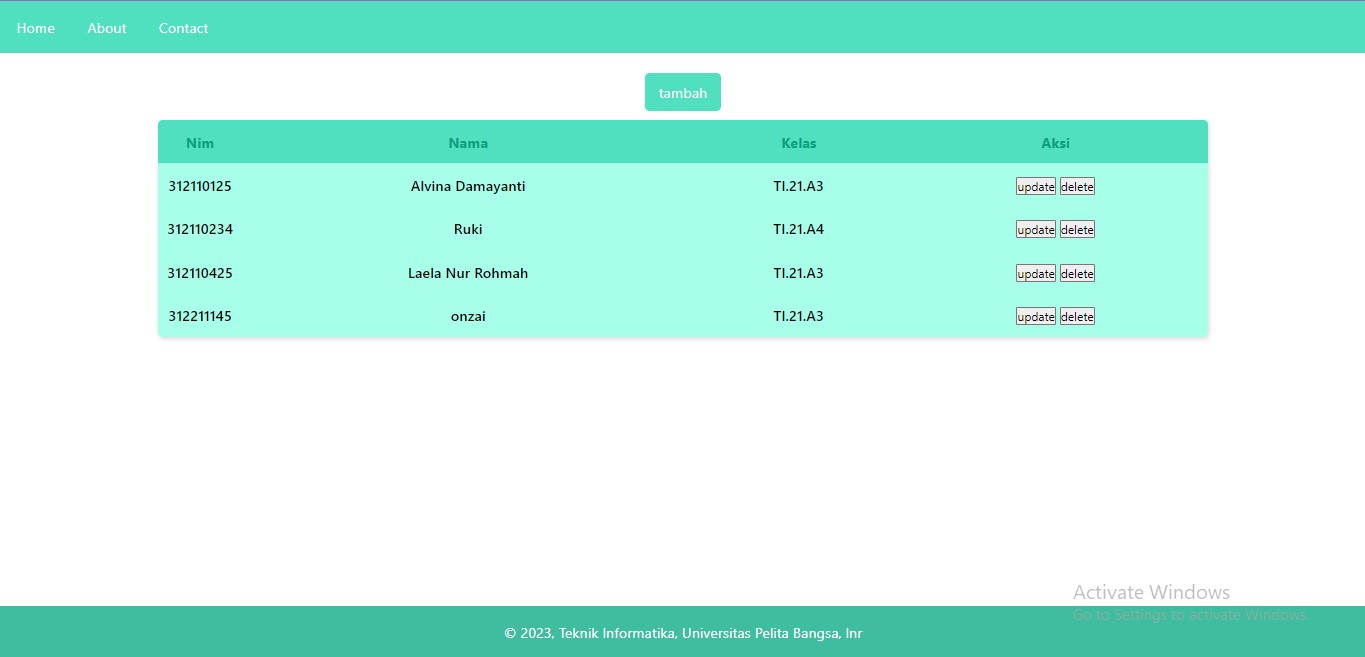 Home About Contact
tambah
Nim Nama Kelas Aksi
312110125 Alvina Damayanti TI.21.A3 update delete
312110234 Ruki TI.21.A4 update delete
312110425 Laela Nur Rohmah TI.21.A3 update delete
312211145 onzai TI.21.A3 update delete
Activate Windows
Go to Settings to activate Windows.
© 2023, Teknik Informatika, Universitas Pelita Bangsa, Inr